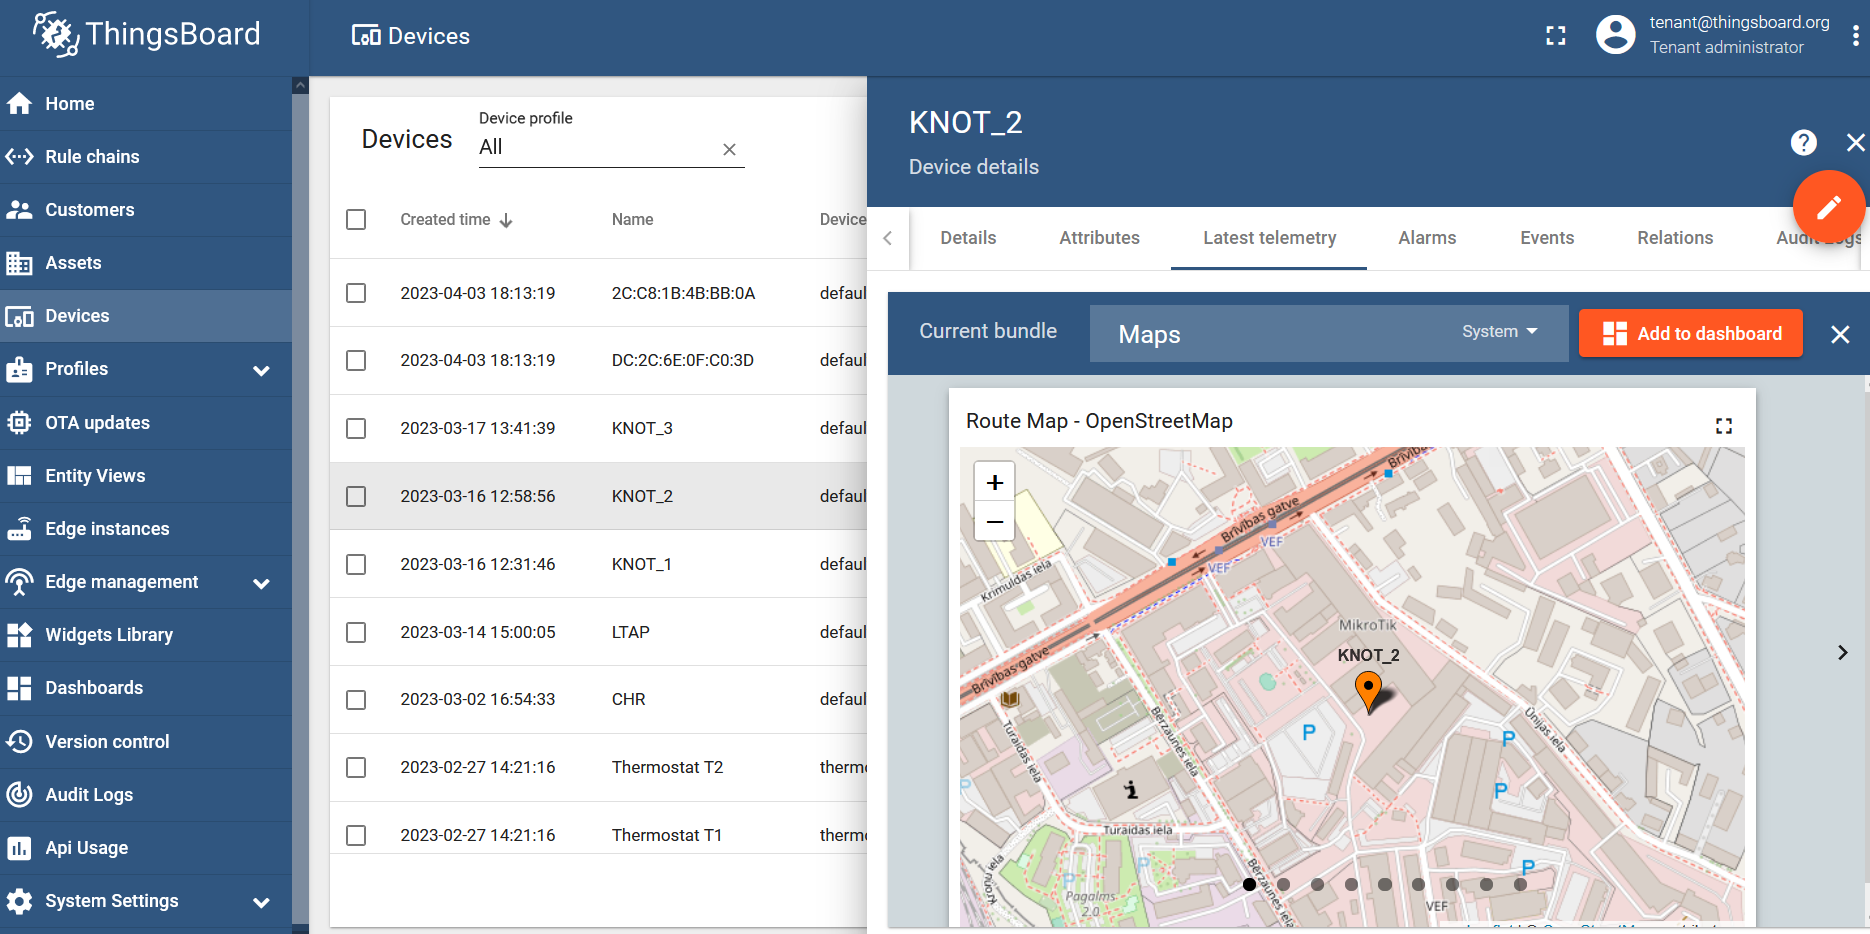 ThingsBoard
Devices
tenant@thingsboard.org
Tenant administrator
Home
Rule chains
Customers
Assets
Devices
Profiles
OTA updates
Entity Views
Edge instances
Edge management
Widgets Library
Dashboards
Version control
Audit Logs
Api Usage
System Settings
Devices
Device profile
All
Created time
Name
Device
2023-04-03 18:13:19 2C:C8:1B:4B:BB:0A defaul
2023-04-03 18:13:19 DC:2C:6E:0F:C0:3D defaul
2023-03-17 13:41:39 KNOT_3 defaul
2023-03-16 12:58:56 KNOT_2 defaul
2023-03-16 12:31:46 KNOT_1 defaul
2023-03-14 15:00:05 LTAP defaul
2023-03-02 16:54:33 CHR defaul
2023-02-27 14:21:16 Thermostat T2 therm
2023-02-27 14:21:16 Thermostat T1 therm
KNOT_2
Device details
Details
Attributes
Latest telemetry
Alarms
Events
Relations
Current bundle
Maps
System
Add to dashboard
Route Map - OpenStreetMap
+
−
Brīvības gatve
VEF
VEF
Krimuldas iela
MikroTik
KNOT_2
Brīvības gatve
Turaidas iela
Bērzaunes iela
Ūnijas iela
P
P
P
P
P
P
P
i
Turaidas iela
Bērzaunes iela
Pagalms
2.0
VEF